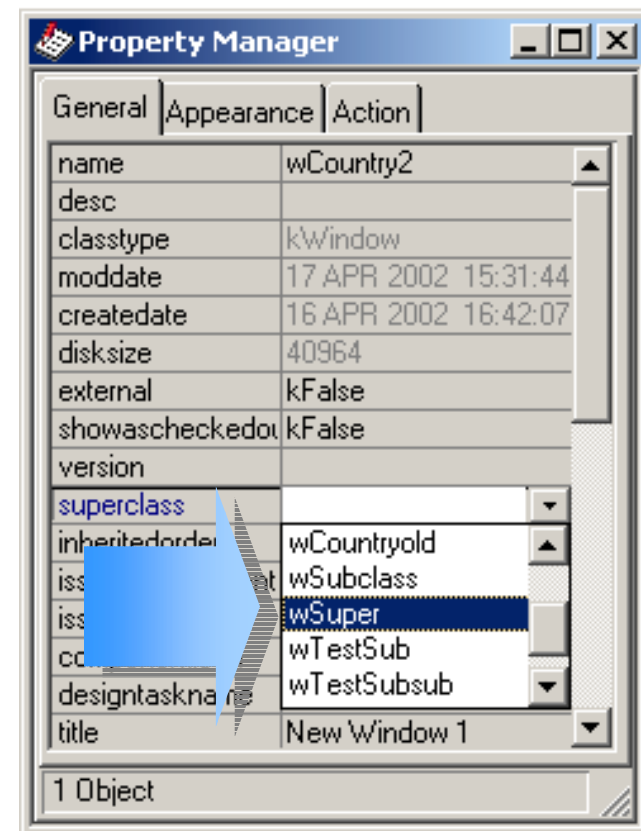 Property Manager
General Appearance Action
name wCountry2
desc
classtype kWindow
moddate 17 APR 2002 15:31:44
createdate 16 APR 2002 16:42:07
disksize 40964
external kFalse
showascheckedou kFalse
version
superclass
wCountryold
wSubclass
wSuper
wTestSub
wTestSubsub
title New Window 1
1 Object